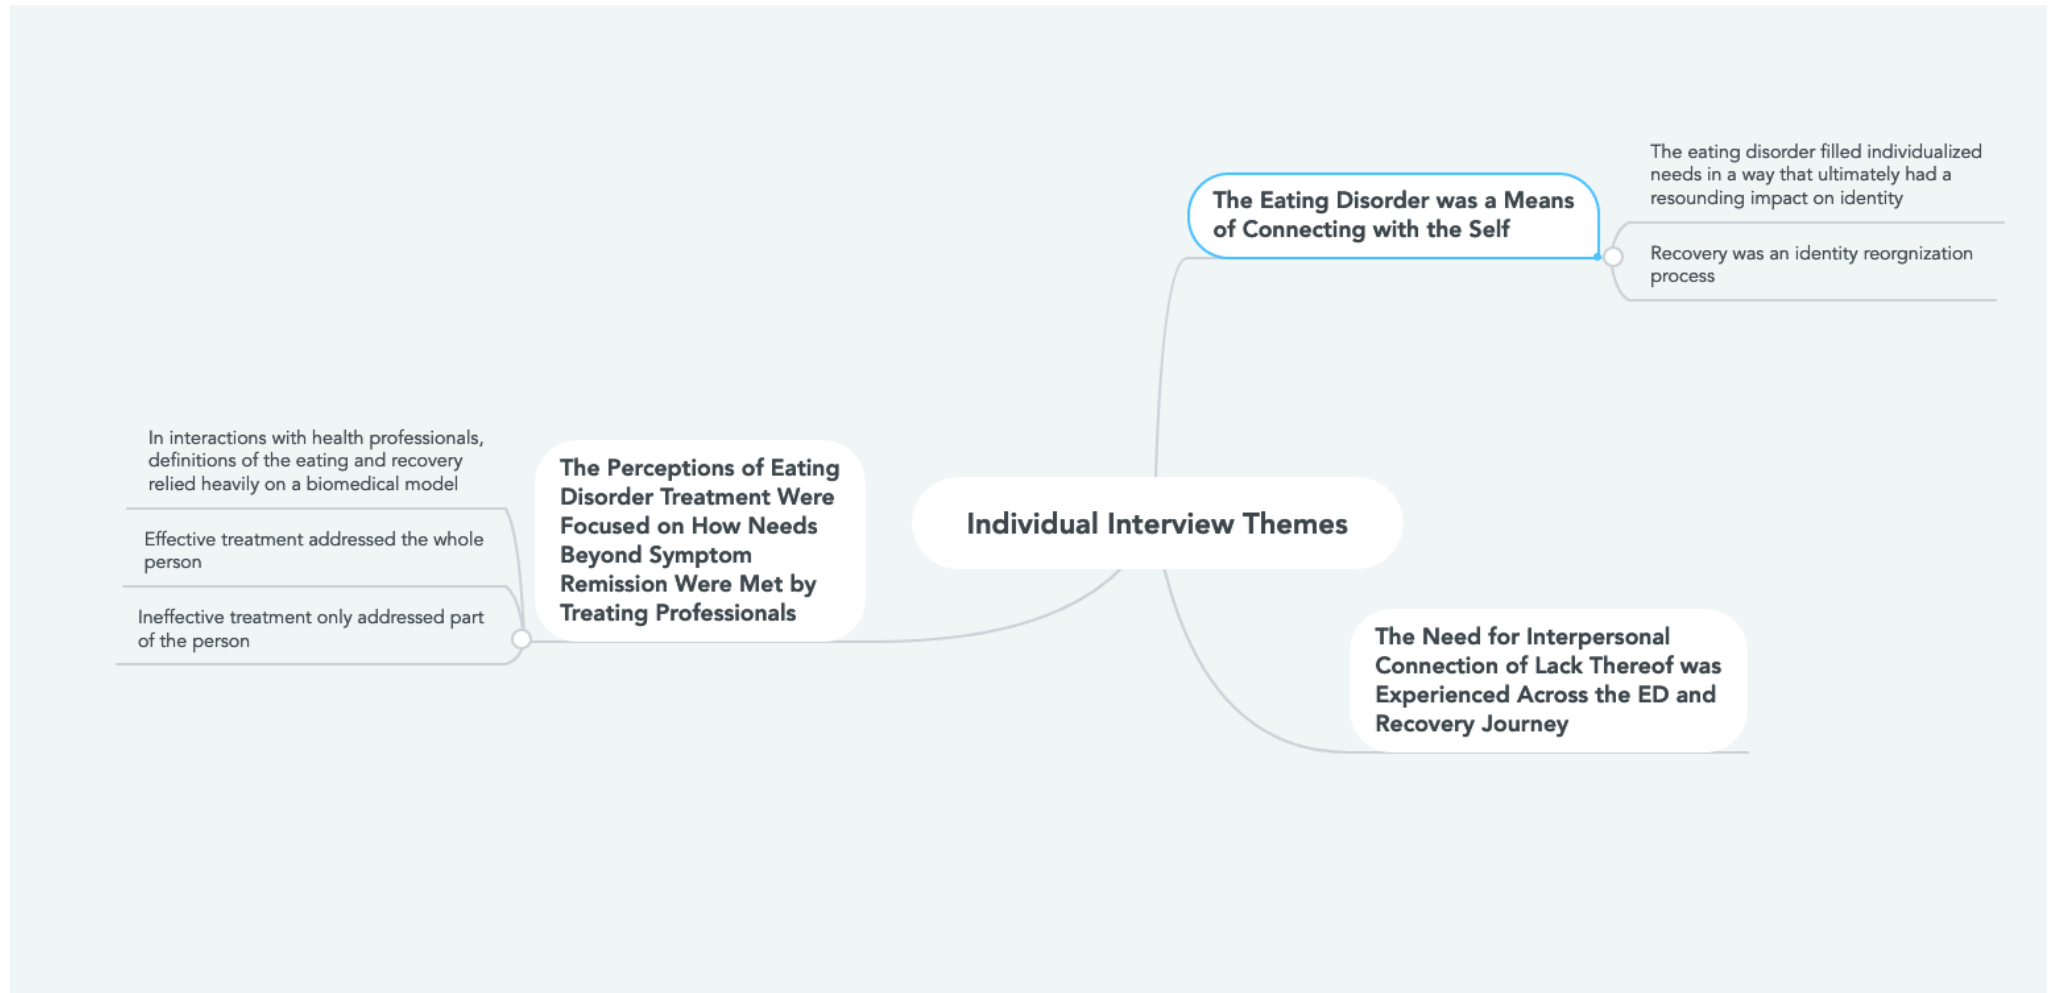 The eating disorder filled individualized
needs in a way that ultimately had a
resounding impact on identity
The Eating Disorder was a Means
of Connecting with the Self
Recovery was an identity reorgnization
process
In interactions with health professionals,
definitions of the eating and recovery
relied heavily on a biomedical model
Effective treatment addressed the whole
person
Ineffective treatment only addressed part
of the person
The Perceptions of Eating
Disorder Treatment Were
Focused on How Needs
Beyond Symptom
Remission Were Met by
Treating Professionals
Individual Interview Themes
The Need for Interpersonal
Connection of Lack Thereof was
Experienced Across the ED and
Recovery Journey